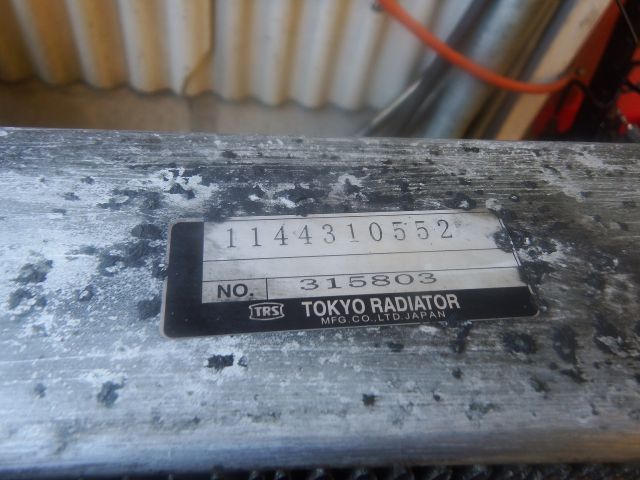 1144310552
NO. 315803
TRS TOKYO RADIATOR
MFG.CO.,LTD.JAPAN